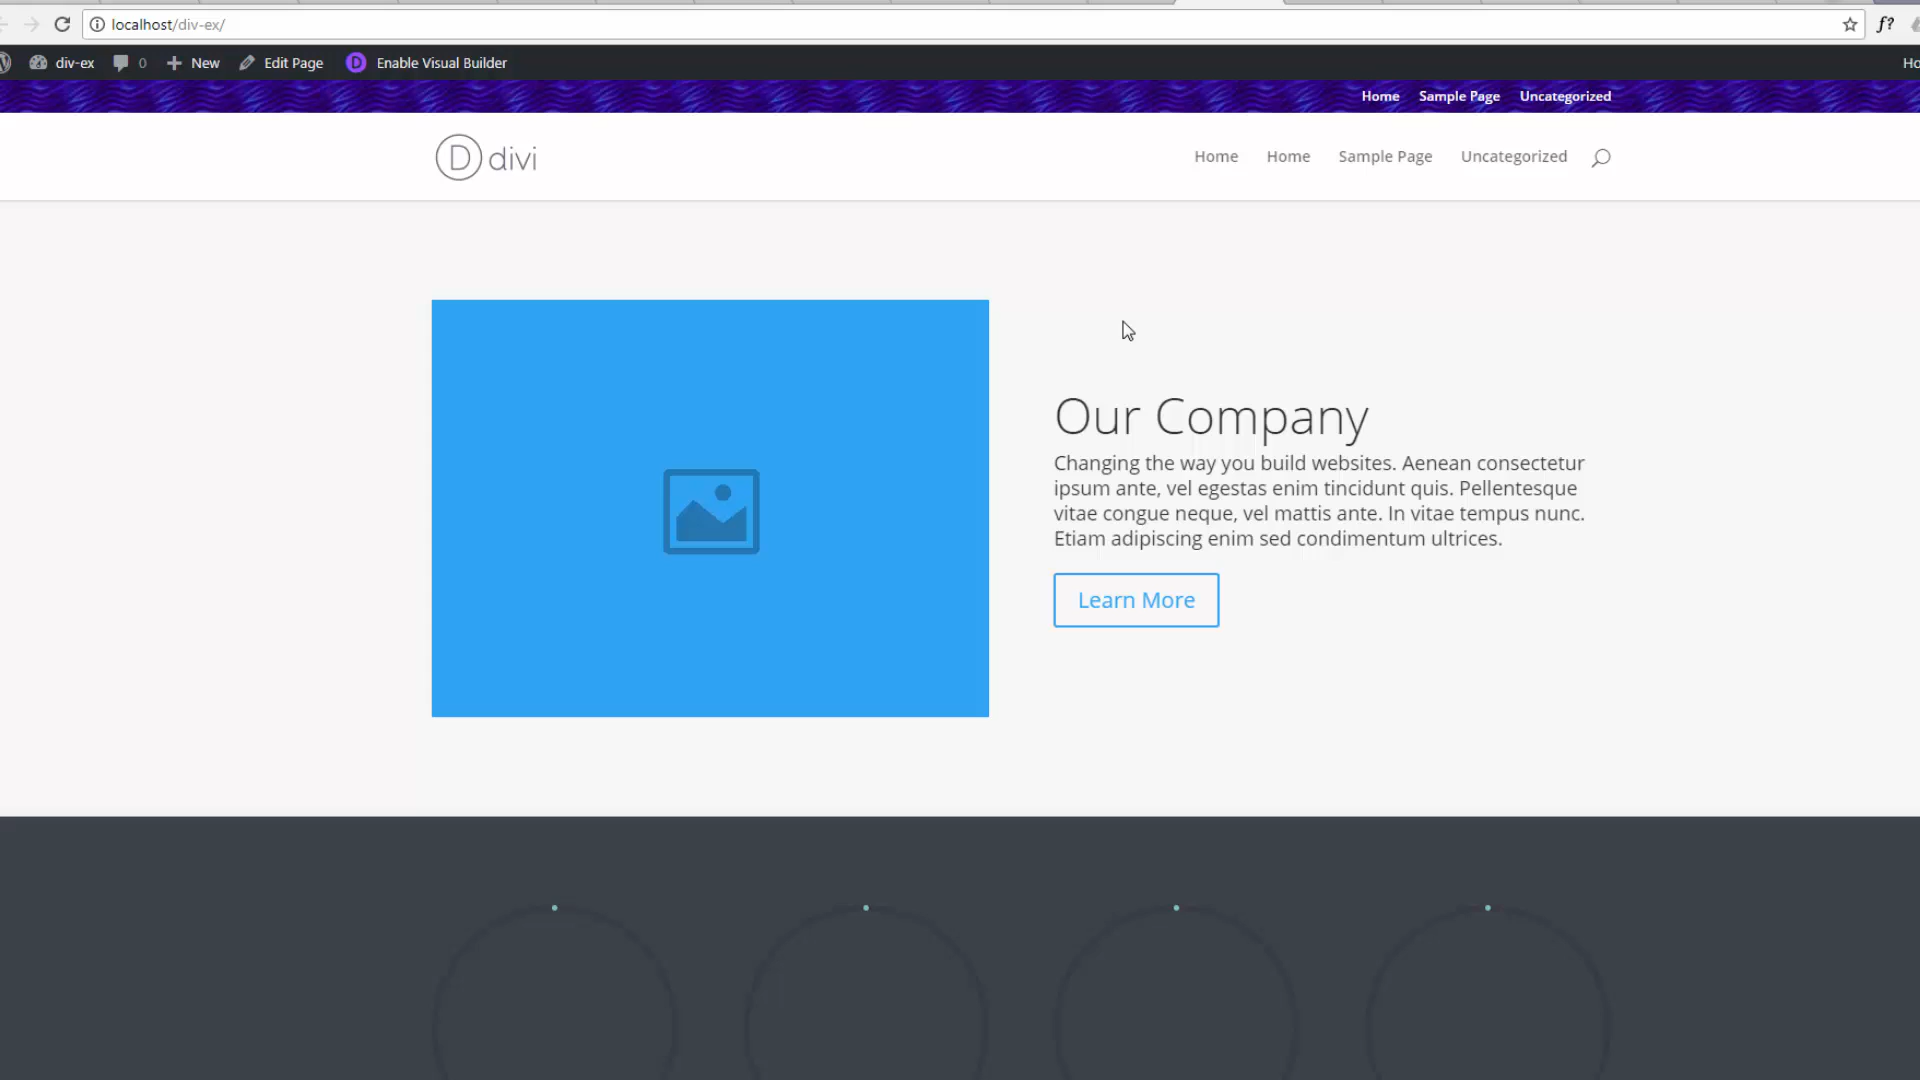 localhost/div-ex/
f?
div-ex 0 New Edit Page D Enable Visual Builder
Home Sample Page Uncategorized
D divi
Home Home Sample Page Uncategorized
Our Company
Changing the way you build websites. Aenean consectetur
ipsum ante, vel egestas enim tincidunt quis. Pellentesque
vitae congue neque, vel mattis ante. In vitae tempus nunc.
Etiam adipiscing enim sed condimentum ultrices.
Learn More